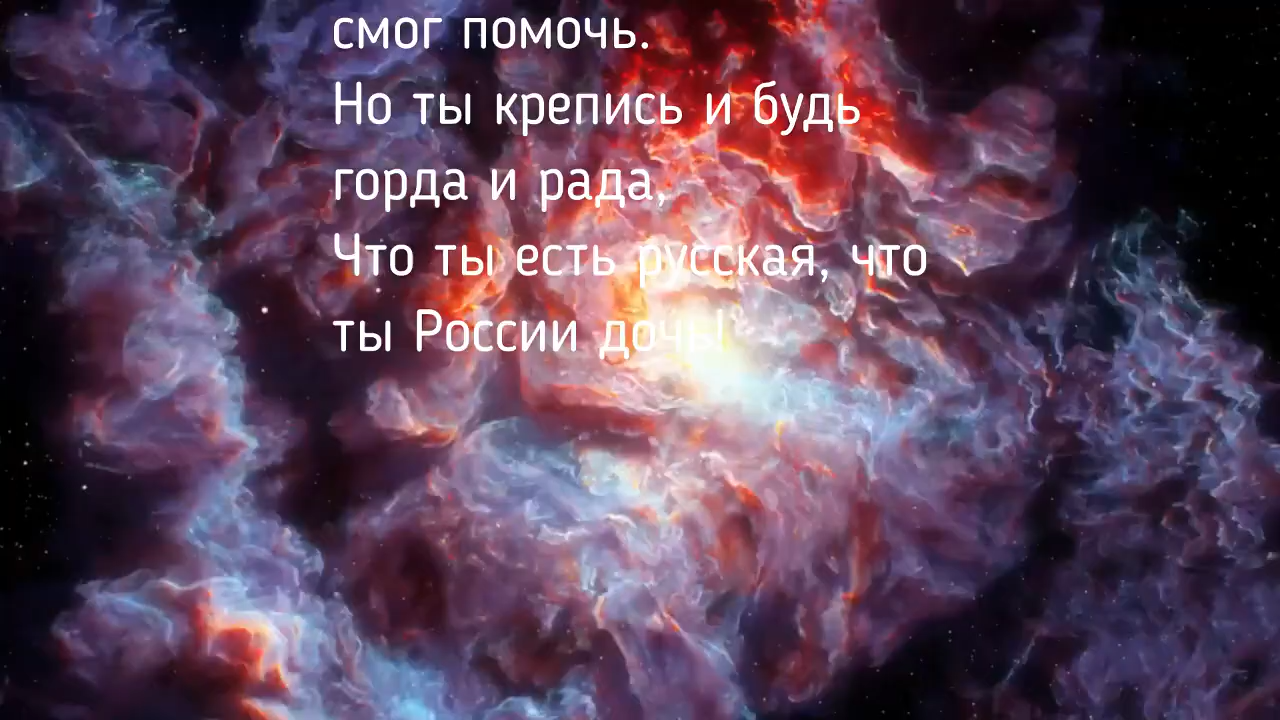 смог помочь.
Но ты крепись и будь
горда и рада,
Что ты есть русская, что
ты России дочь!